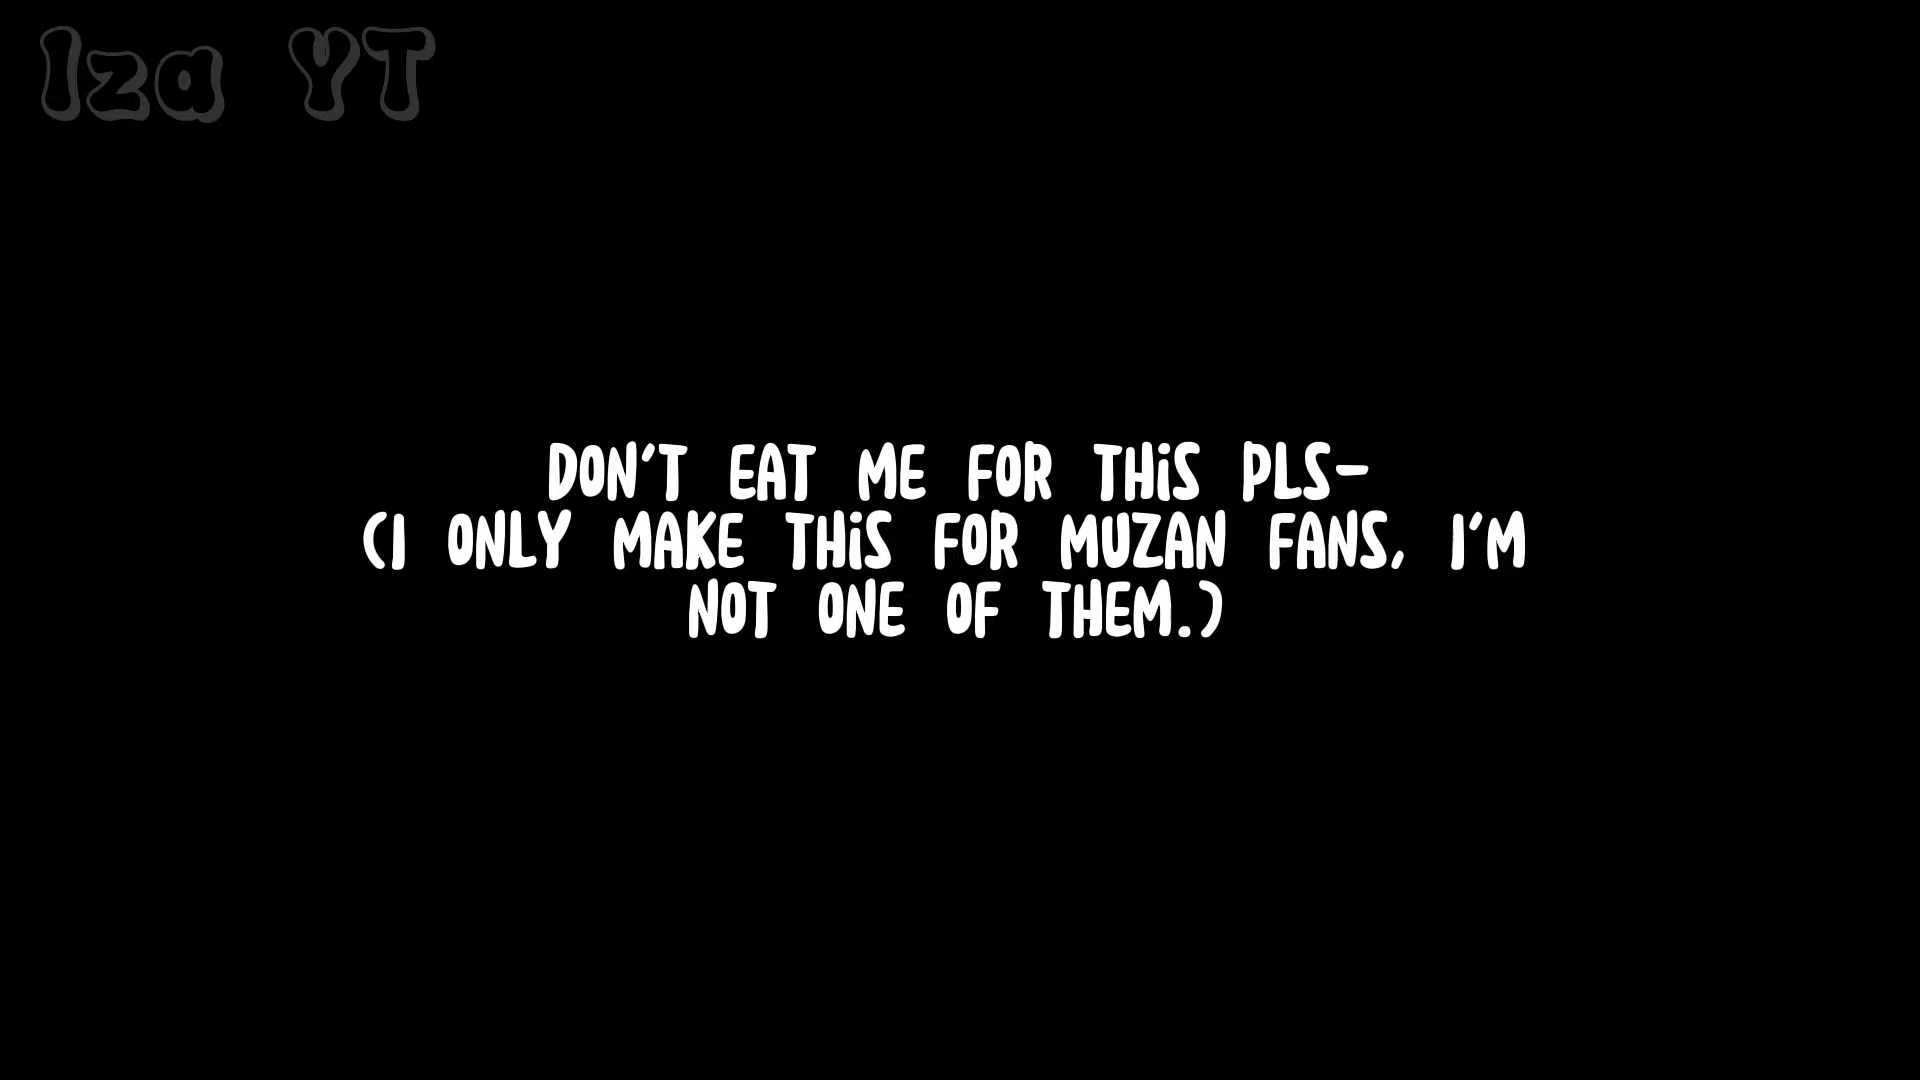 Iza YT
DON'T EAT ME FOR THiS PLS-
(I ONLY MAKE THiS FOR MUZAN FANS, I'M
NOT ONE OF THEM.)